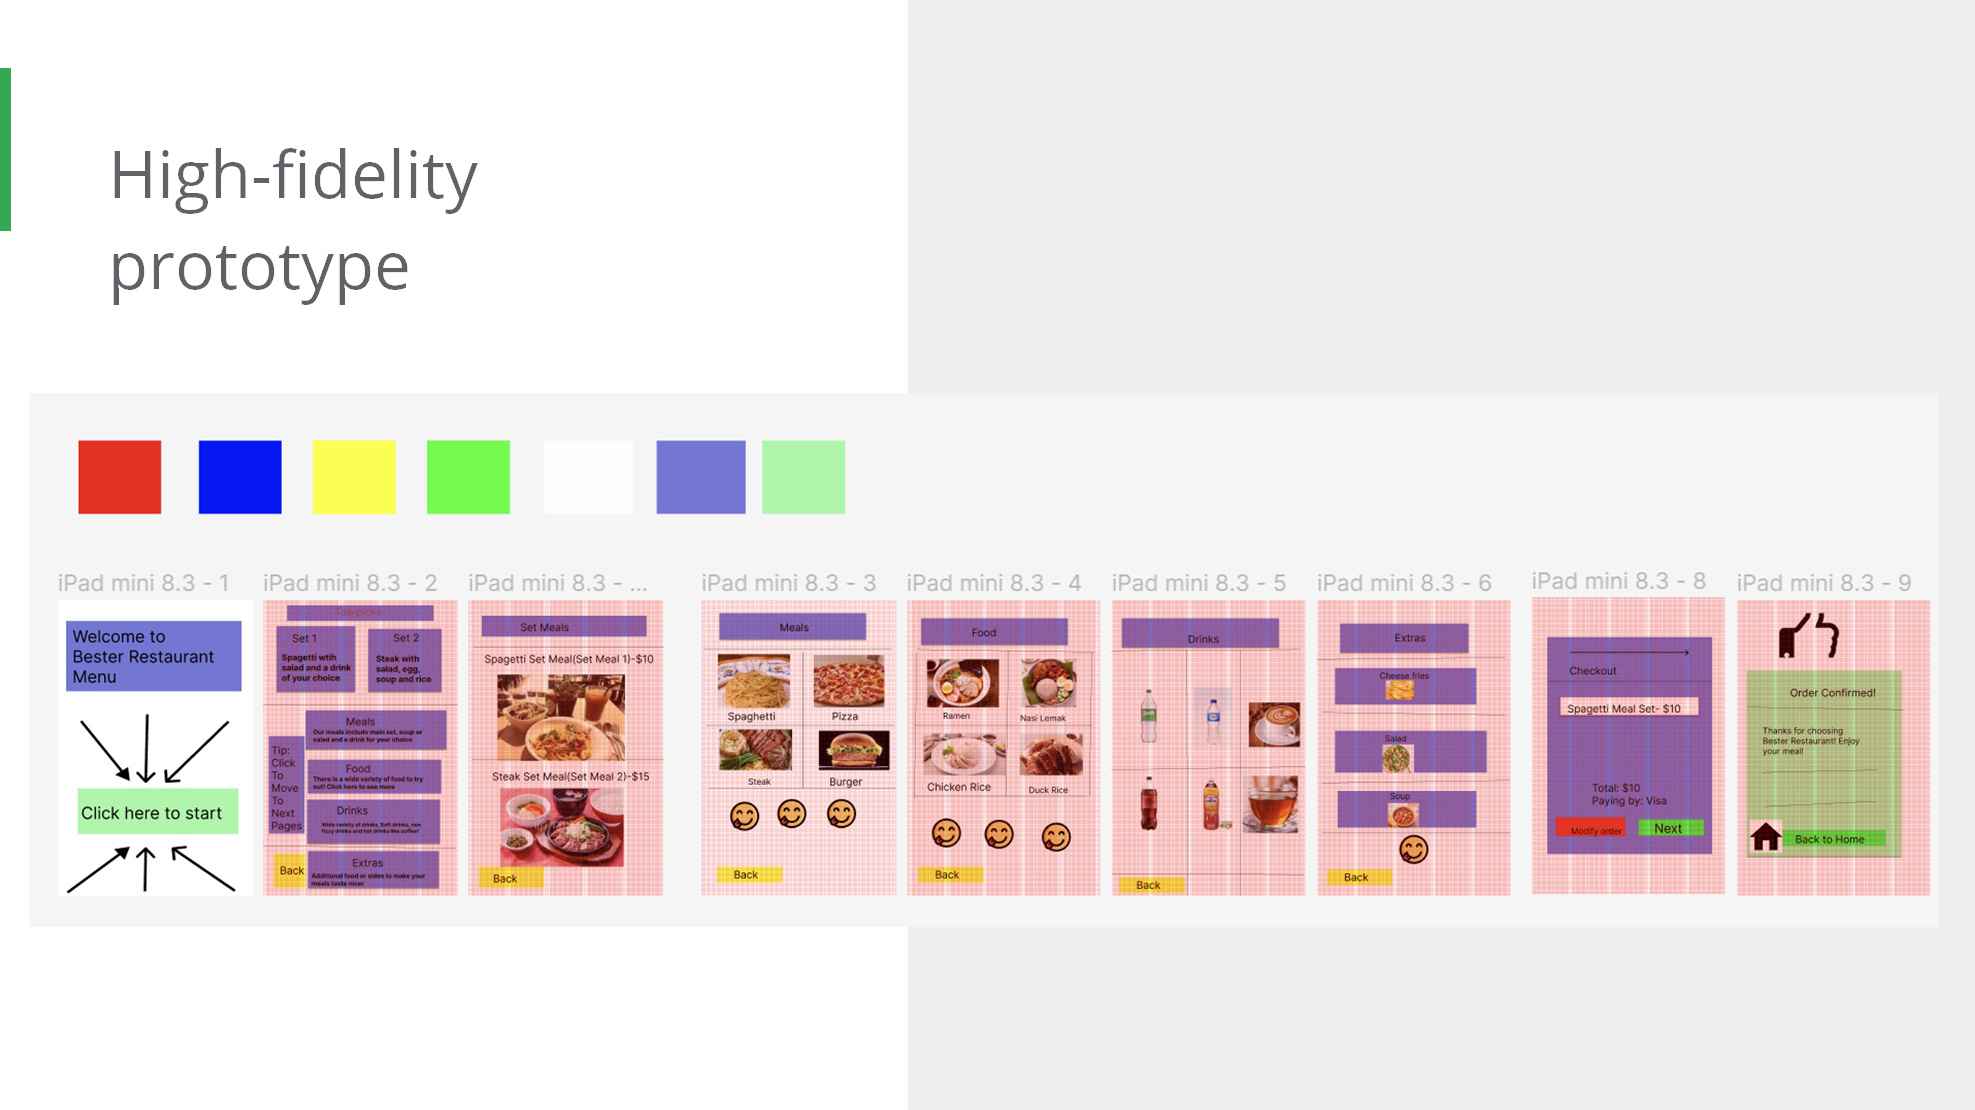 High-fidelity
prototype
iPad mini 8.3 - 1
Welcome to
Bester Restaurant
Menu
Click here to start
iPad mini 8.3 - 2
Top picks
Set 1
Spagetti wtih
salad and a drink
of your choice
Set 2
Steak with
salad, egg,
soup and rice
Meals
Our meals include main set, soup or
salad and a drink for your choice
Tip:
Click
To
Move
To
Next
Pages
Food
There is a wide variety of food to try
out! Click here to see more
Drinks
Wide variety of drinks, Soft drinks, non
fizzy drinks and hot drinks like coffee!
Back
Extras
Additional food or sides to make your
meals taste nicer
iPad mini 8.3 - ...
Set Meals
Spagetti Set Meal(Set Meal 1)-$10
Steak Set Meal(Set Meal 2)-$15
Back
iPad mini 8.3 - 3
Meals
Spaghetti
Pizza
Steak
Burger
Back
iPad mini 8.3 - 4
Food
Ramen
Nasi Lemak
Chicken Rice
Duck Rice
Back
iPad mini 8.3 - 5
Drinks
Back
iPad mini 8.3 - 6
Extras
Cheese fries
Salad
Soup
Back
iPad mini 8.3 - 8
Checkout
Spagetti Meal Set- $10
Total: $10
Paying by: Visa
Modify order
Next
iPad mini 8.3 - 9
Order Confirmed!
Thanks for choosing
Bester Restaurant! Enjoy
your meal!
Back to Home